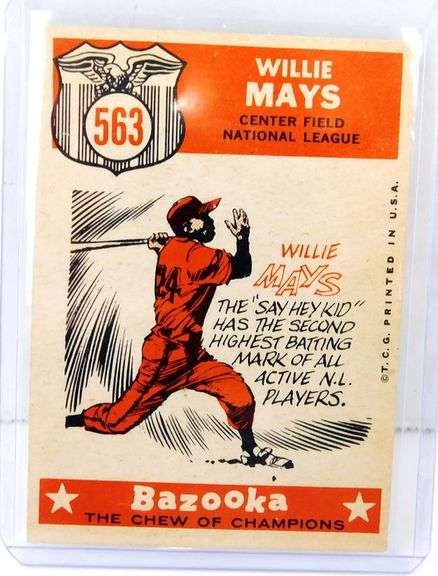 563
WILLIE
MAYS
CENTER FIELD
NATIONAL LEAGUE
24
WILLIE
MAYS
THE "SAY HEY KID"
HAS THE SECOND
HIGHEST BATTING
MARK OF ALL
ACTIVE N.L.
PLAYERS.
©T.C.G. PRINTED IN U.S.A.
Bazooka
THE CHEW OF CHAMPIONS